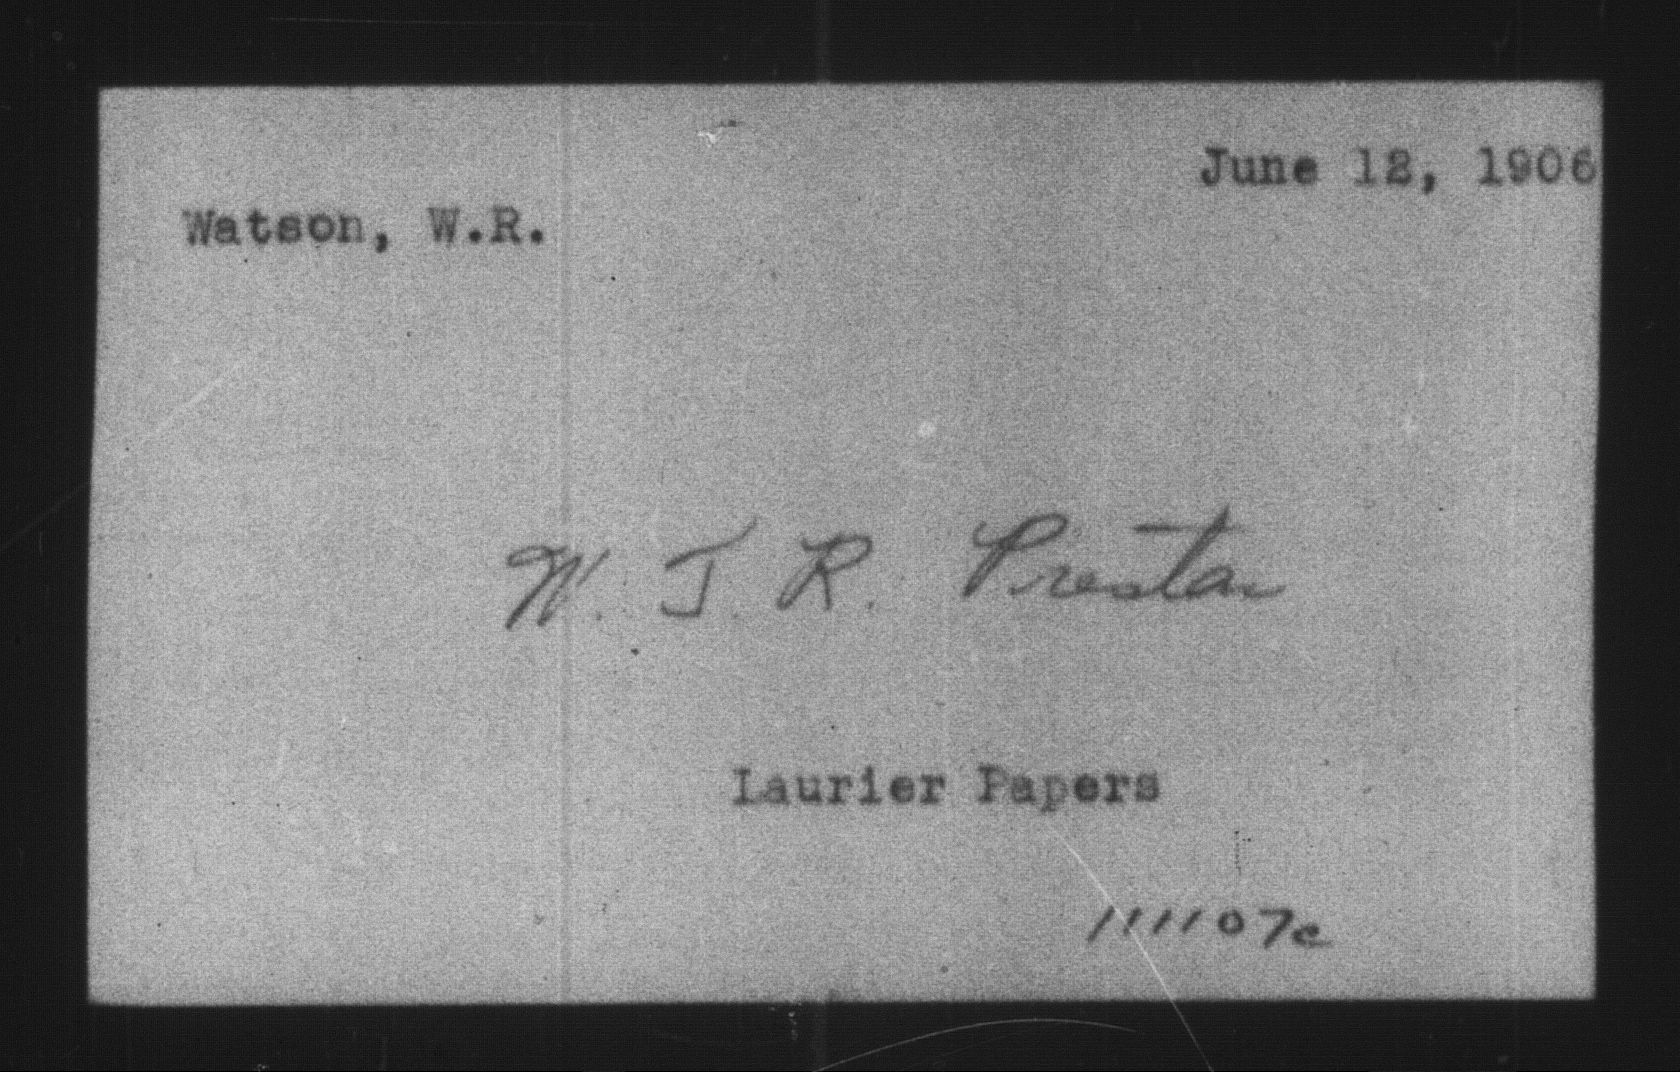 June 12, 1906
Watson, W.R.
W. J. R. Preston
Laurier Papers
111107c